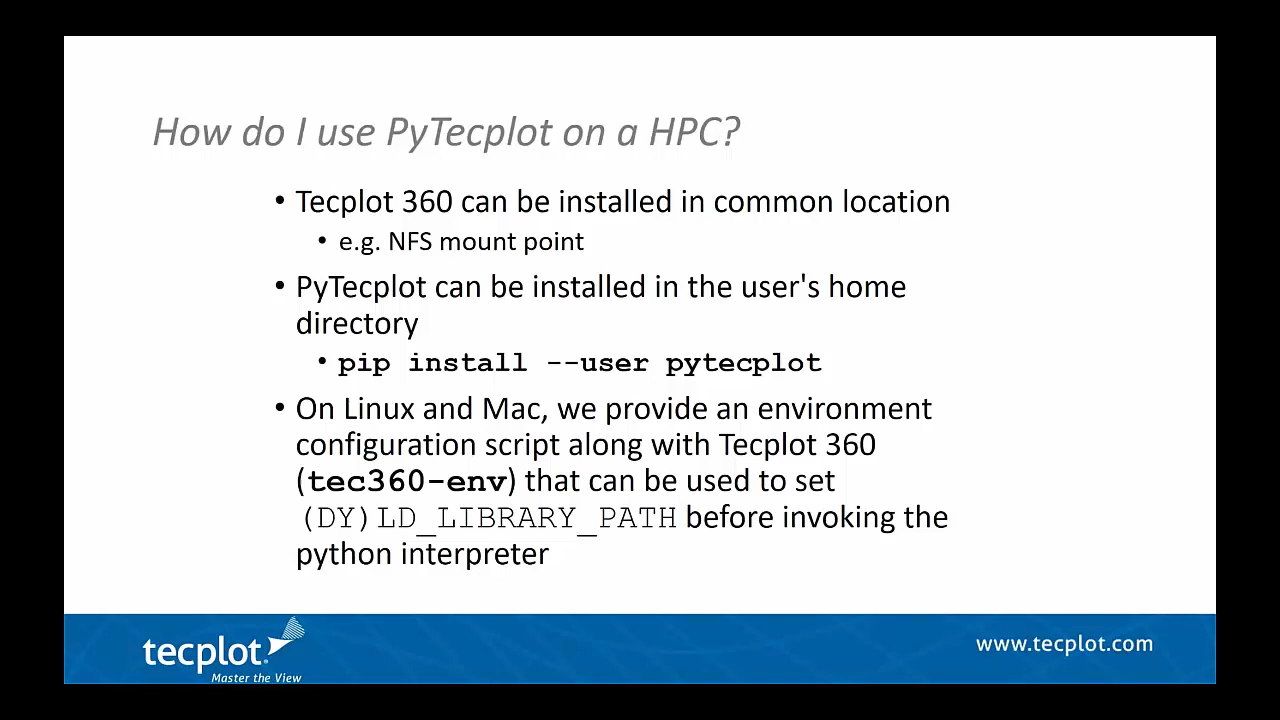 How do I use PyTecplot on a HPC?
• Tecplot 360 can be installed in common location
• e.g. NFS mount point
• PyTecplot can be installed in the user's home
directory
• pip install --user pytecplot
• On Linux and Mac, we provide an environment
configuration script along with Tecplot 360
(tec360-env) that can be used to set
(DY)LD_LIBRARY_PATH before invoking the
python interpreter
tecplot.
Master the View
www.tecplot.com